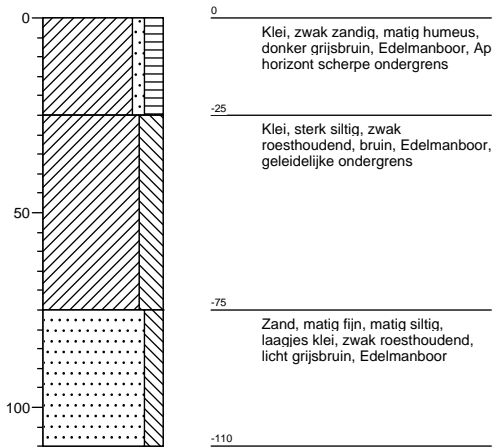 0
0
Klei, zwak zandig, matig humeus,
donker grijsbruin, Edelmanboor, Ap
horizont scherpe ondergrens
-25
Klei, sterk siltig, zwak
roesthoudend, bruin, Edelmanboor,
geleidelijke ondergrens
50
-75
Zand, matig fijn, matig siltig,
laagjes klei, zwak roesthoudend,
licht grijsbruin, Edelmanboor
100
-110